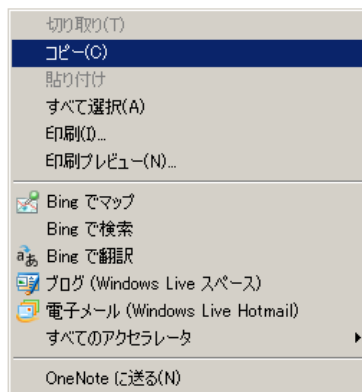 切り取り(T)
コピー(C)
貼り付け
すべて選択(A)
印刷(I)...
印刷プレビュー(N)...
Bing でマップ
Bing で検索
Bing で翻訳
ブログ (Windows Live スペース)
電子メール (Windows Live Hotmail)
すべてのアクセラレータ
OneNote に送る(N)